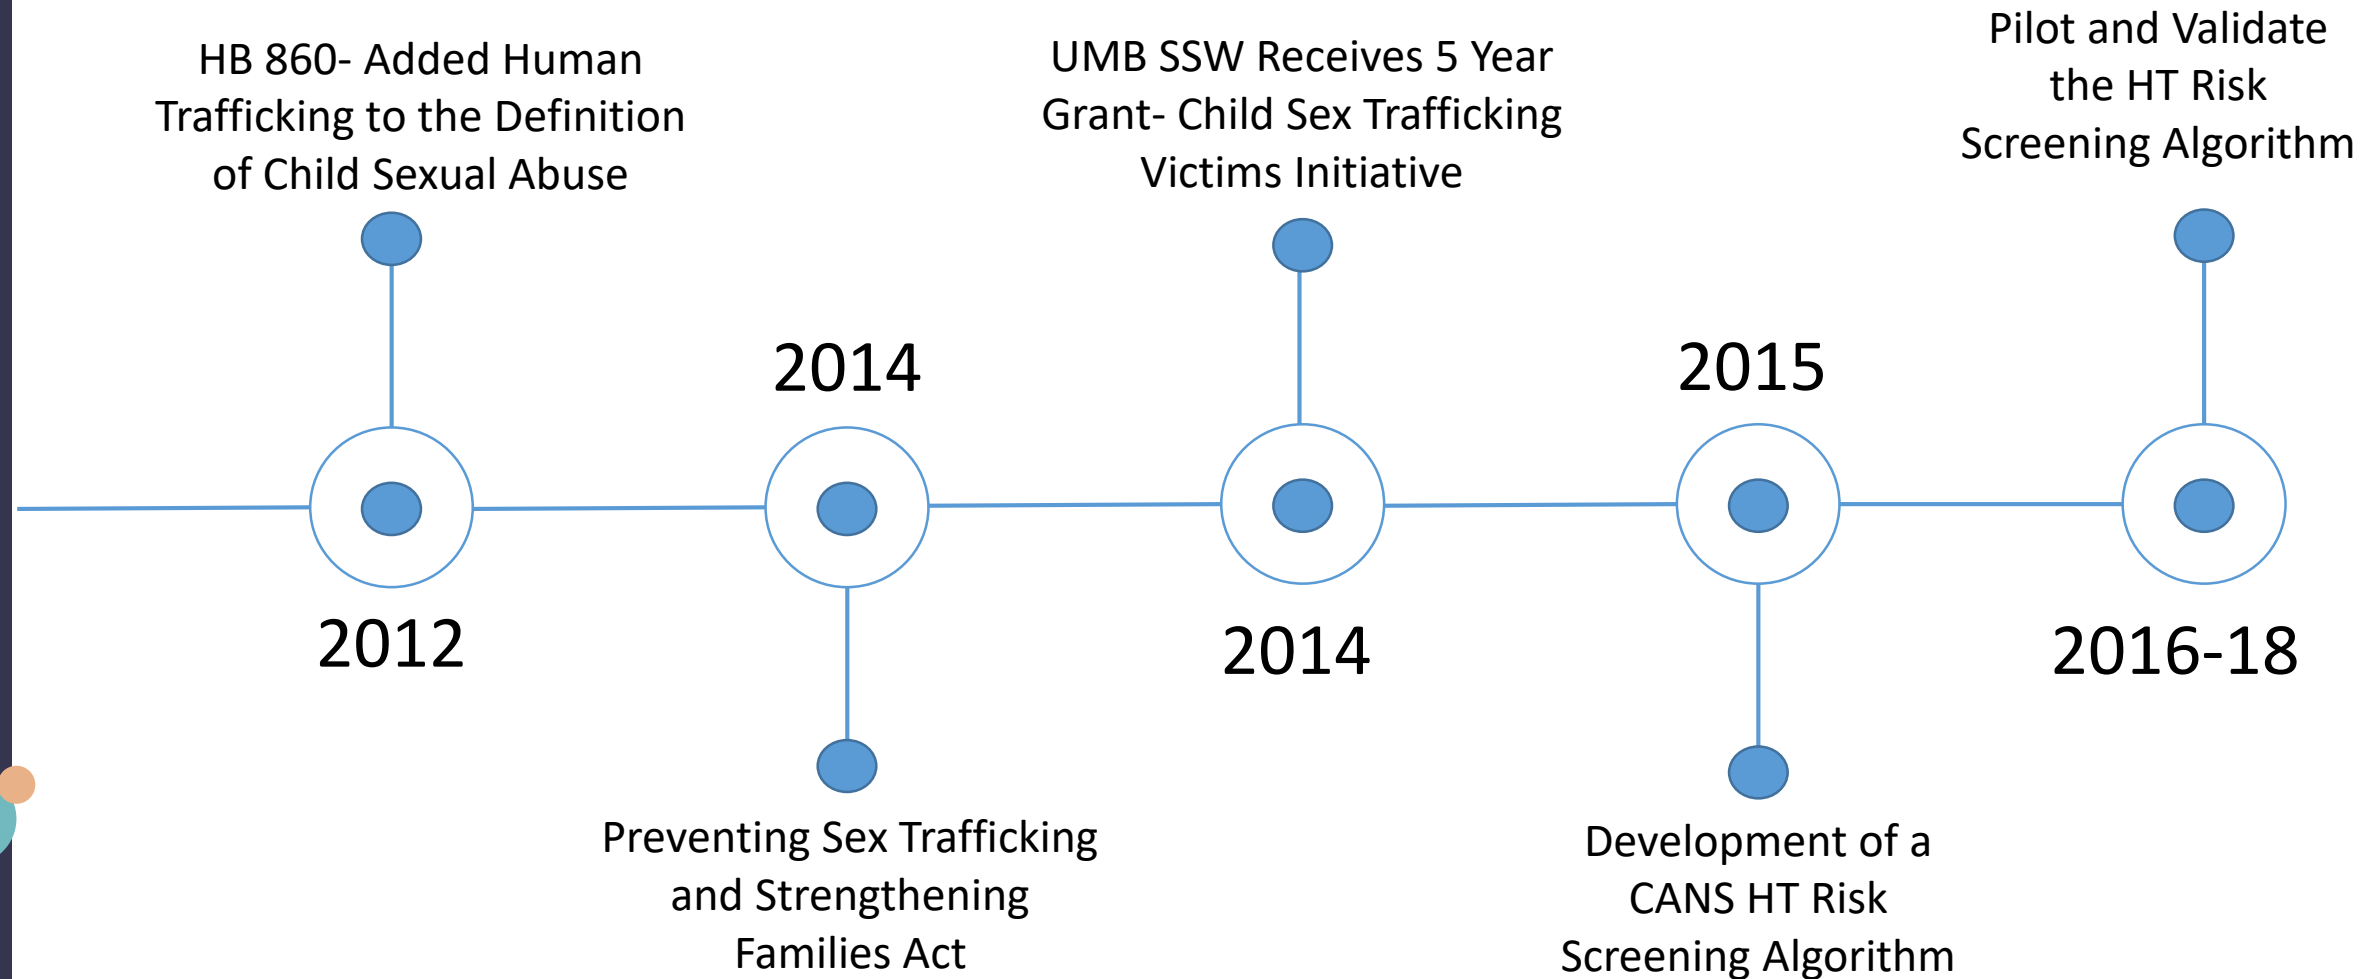 HB 860- Added Human
Trafficking to the Definition
of Child Sexual Abuse
2012
2014
Preventing Sex Trafficking
and Strengthening
Families Act
UMB SSW Receives 5 Year
Grant- Child Sex Trafficking
Victims Initiative
2014
2015
Development of a
CANS HT Risk
Screening Algorithm
Pilot and Validate
the HT Risk
Screening Algorithm
2016-18